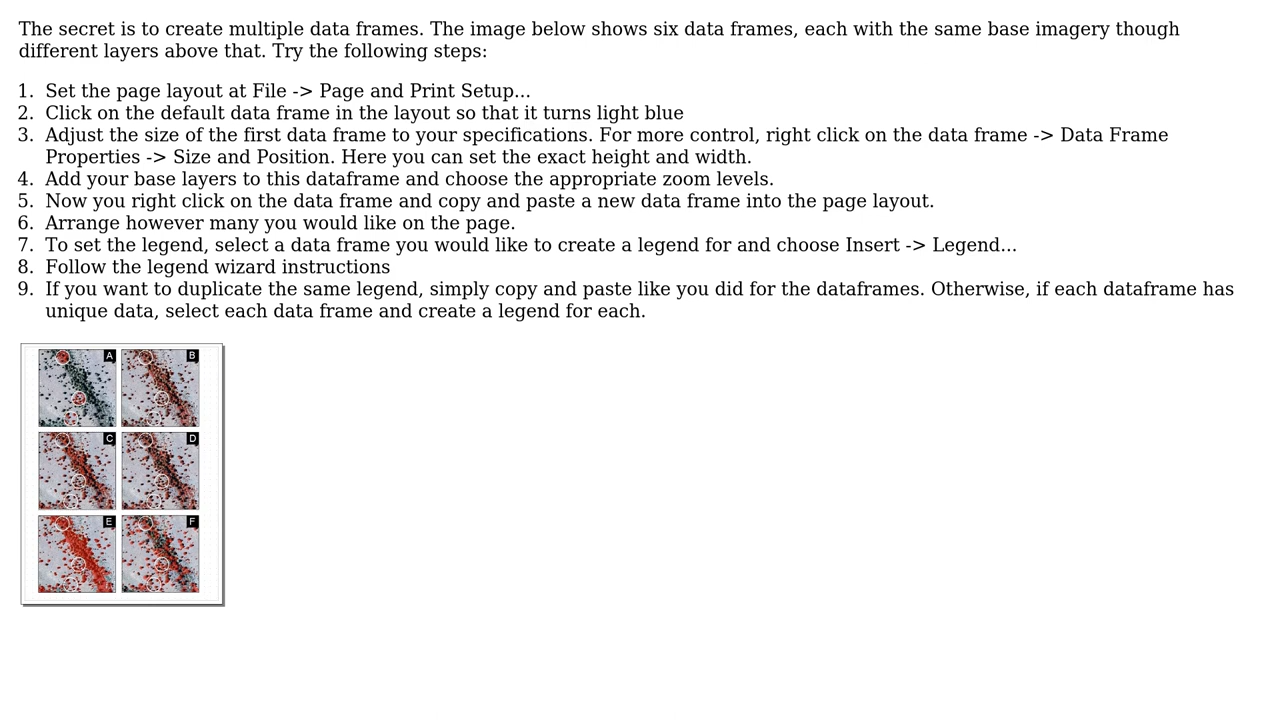 The secret is to create multiple data frames. The image below shows six data frames, each with the same base imagery though
different layers above that. Try the following steps:
1. Set the page layout at File -> Page and Print Setup...
2. Click on the default data frame in the layout so that it turns light blue
3. Adjust the size of the first data frame to your specifications. For more control, right click on the data frame -> Data Frame
Properties -> Size and Position. Here you can set the exact height and width.
4. Add your base layers to this dataframe and choose the appropriate zoom levels.
5. Now you right click on the data frame and copy and paste a new data frame into the page layout.
6. Arrange however many you would like on the page.
7. To set the legend, select a data frame you would like to create a legend for and choose Insert -> Legend...
8. Follow the legend wizard instructions
9. If you want to duplicate the same legend, simply copy and paste like you did for the dataframes. Otherwise, if each dataframe has
unique data, select each data frame and create a legend for each.
A B
C D
E F